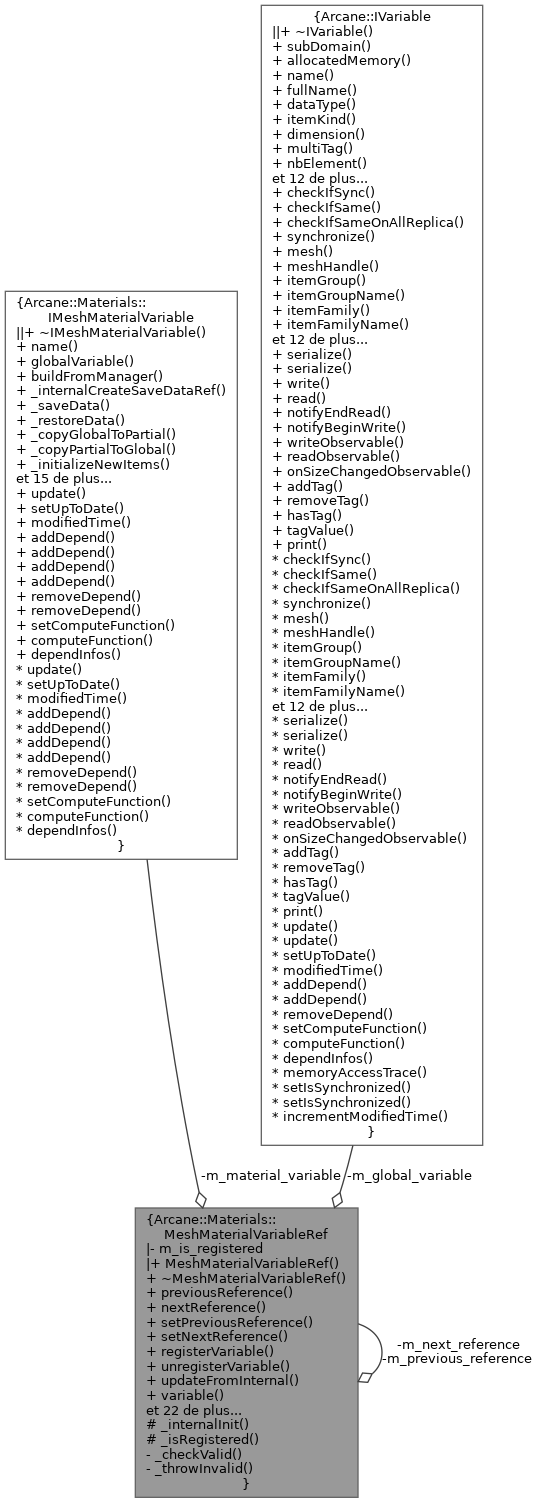 {Arcane::IVariable
||+ ~IVariable()
+ subDomain()
+ allocatedMemory()
+ name()
+ fullName()
+ dataType()
+ itemKind()
+ dimension()
+ multiTag()
+ nbElement()
et 12 de plus...
+ checkIfSync()
+ checkIfSame()
+ checkIfSameOnAllReplica()
+ synchronize()
+ mesh()
+ meshHandle()
+ itemGroup()
+ itemGroupName()
+ itemFamily()
+ itemFamilyName()
et 12 de plus...
+ serialize()
+ serialize()
+ write()
+ read()
+ notifyEndRead()
+ notifyBeginWrite()
+ writeObservable()
+ readObservable()
+ onSizeChangedObservable()
+ addTag()
+ removeTag()
+ hasTag()
+ tagValue()
+ print()
* checkIfSync()
* checkIfSame()
* checkIfSameOnAllReplica()
* synchronize()
* mesh()
* meshHandle()
* itemGroup()
* itemGroupName()
* itemFamily()
* itemFamilyName()
et 12 de plus...
* serialize()
* serialize()
* write()
* read()
* notifyEndRead()
* notifyBeginWrite()
* writeObservable()
* readObservable()
* onSizeChangedObservable()
* addTag()
* removeTag()
* hasTag()
* tagValue()
* print()
* update()
* update()
* setUpToDate()
* modifiedTime()
* addDepend()
* addDepend()
* removeDepend()
* setComputeFunction()
* computeFunction()
* dependInfos()
* memoryAccessTrace()
* setIsSynchronized()
* setIsSynchronized()
* incrementModifiedTime()
}
{Arcane::Materials::
IMeshMaterialVariable
||+ ~IMeshMaterialVariable()
+ name()
+ globalVariable()
+ buildFromManager()
+ _internalCreateSaveDataRef()
+ _saveData()
+ _restoreData()
+ _copyGlobalToPartial()
+ _copyPartialToGlobal()
+ _initializeNewItems()
et 15 de plus...
+ update()
+ setUpToDate()
+ modifiedTime()
+ addDepend()
+ addDepend()
+ addDepend()
+ addDepend()
+ removeDepend()
+ removeDepend()
+ setComputeFunction()
+ computeFunction()
+ dependInfos()
* update()
* setUpToDate()
* modifiedTime()
* addDepend()
* addDepend()
* addDepend()
* addDepend()
* removeDepend()
* removeDepend()
* setComputeFunction()
* computeFunction()
* dependInfos()
}
-m_material_variable
-m_global_variable
{Arcane::Materials::
MeshMaterialVariableRef
|- m_is_registered
|+ MeshMaterialVariableRef()
+ ~MeshMaterialVariableRef()
+ previousReference()
+ nextReference()
+ setPreviousReference()
+ setNextReference()
+ registerVariable()
+ unregisterVariable()
+ updateFromInternal()
+ variable()
et 22 de plus...
# _internalInit()
# _isRegistered()
- _checkValid()
- _throwInvalid()
}
-m_next_reference
-m_previous_reference